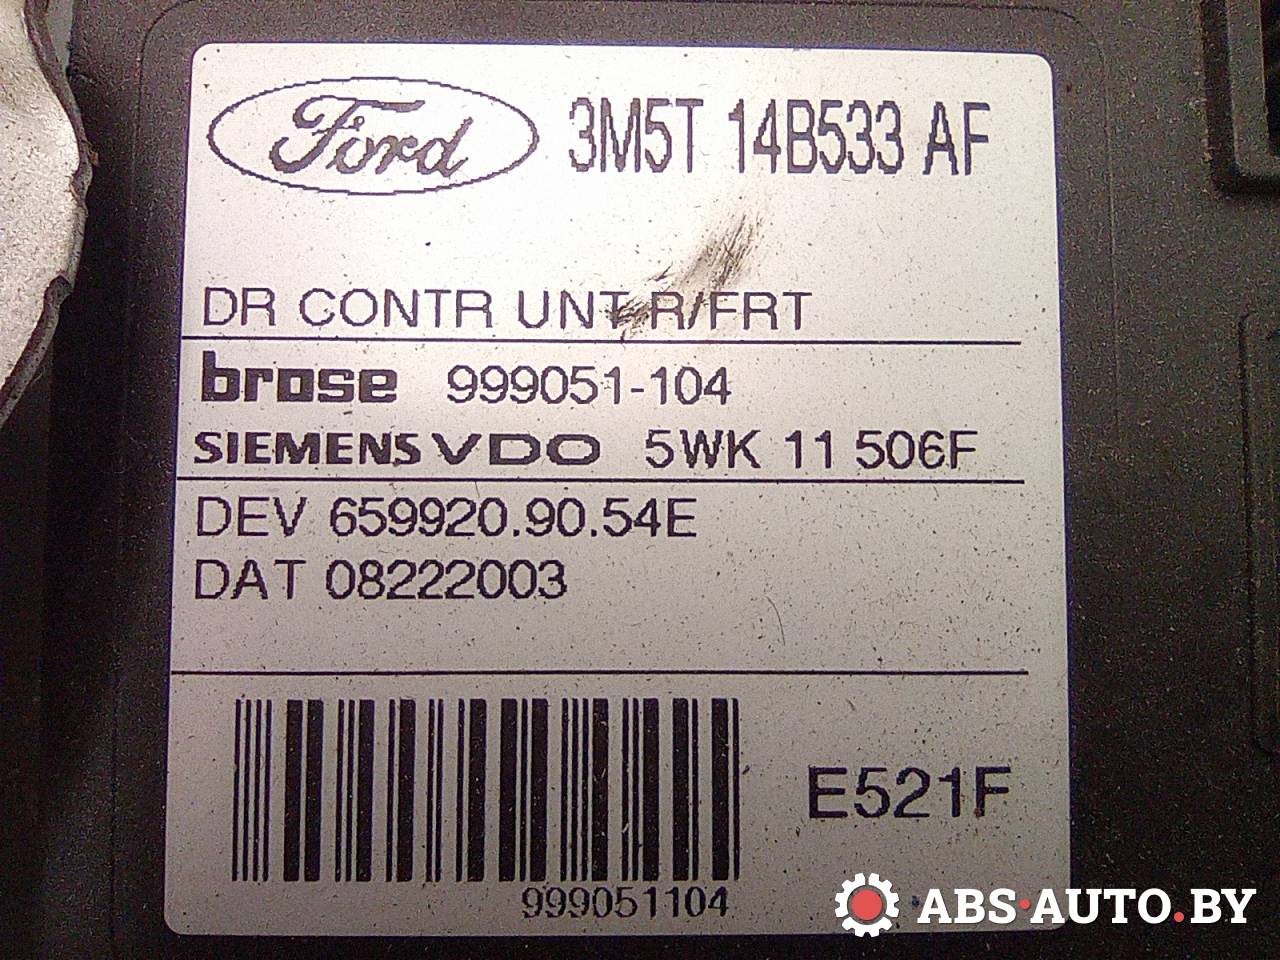 Ford 3M5T 14B533 AF
DR CONTR UNT R/FRT
brose 999051-104
SIEMENS VDO 5WK 11 506F
DEV 659920.90.54E
DAT 08222003
E521F
999051104
ABS·AUTO.BY